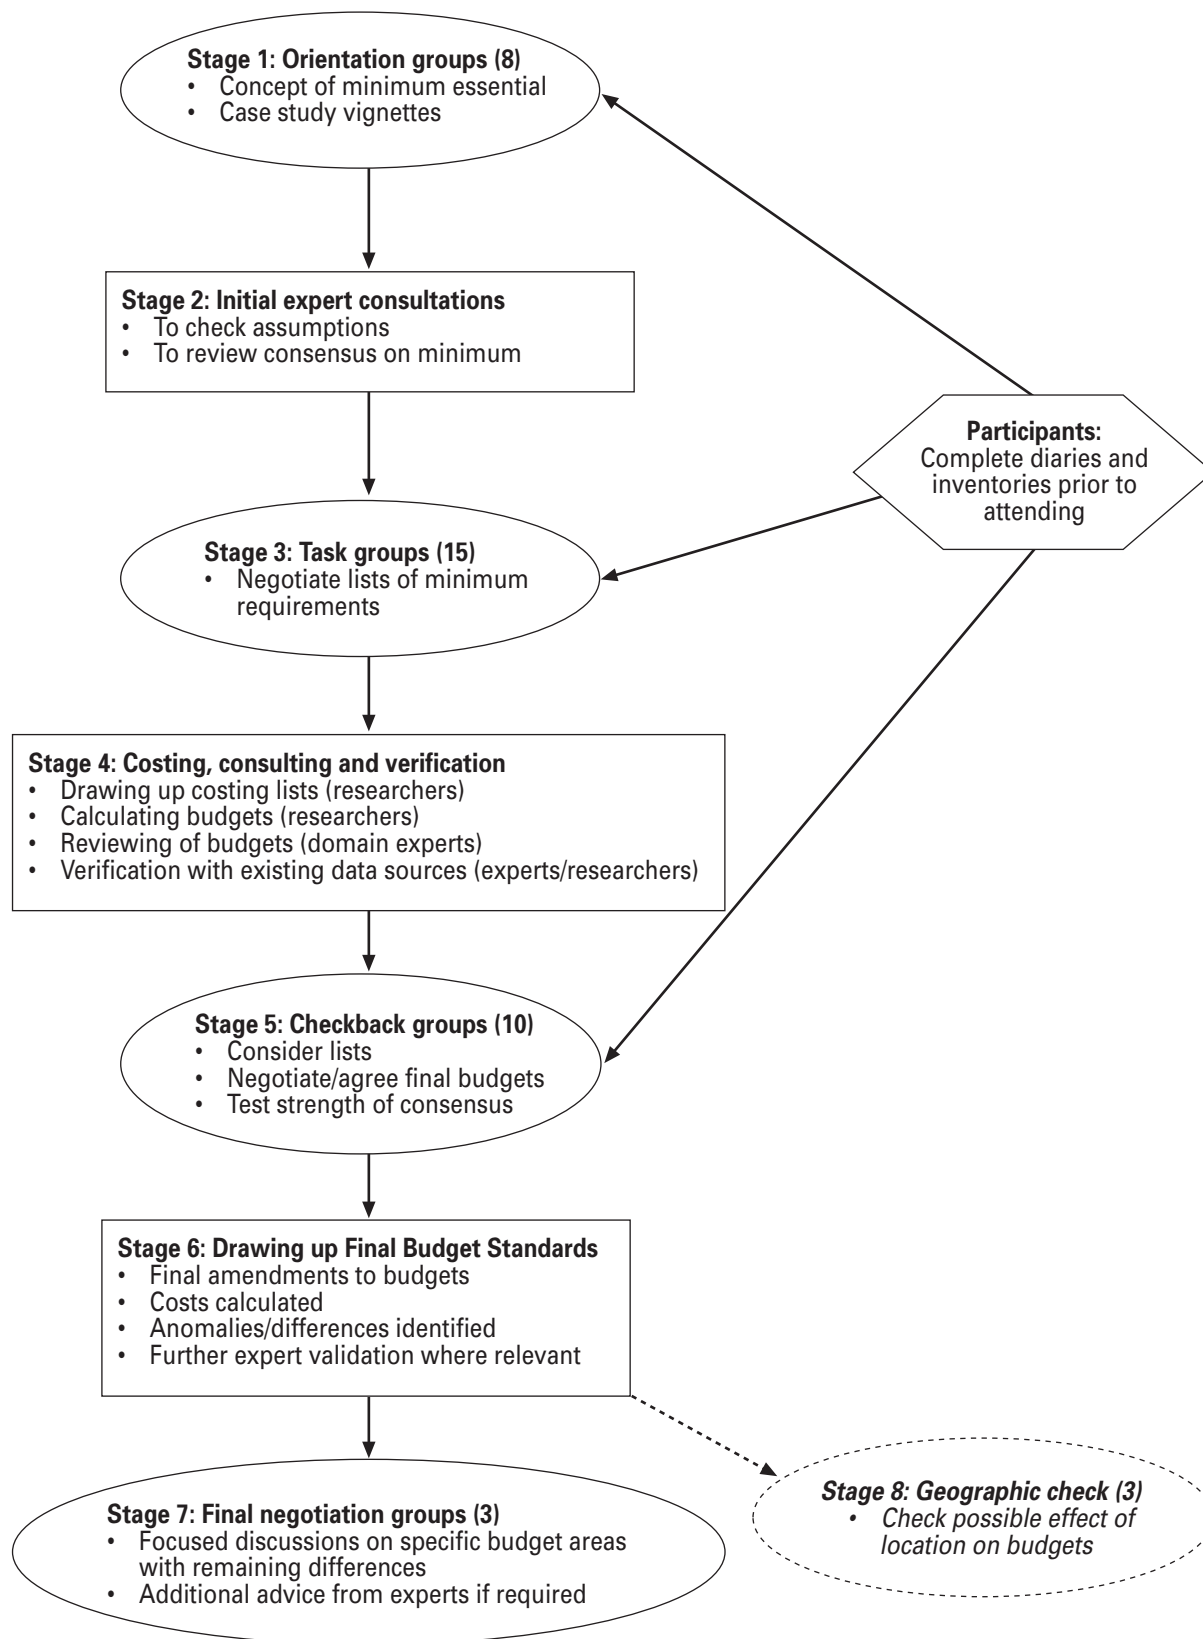 Stage 1: Orientation groups (8)
• Concept of minimum essential
• Case study vignettes
Stage 2: Initial expert consultations
• To check assumptions
• To review consensus on minimum
Participants:
Complete diaries and
inventories prior to
attending
Stage 3: Task groups (15)
• Negotiate lists of minimum
requirements
Stage 4: Costing, consulting and verification
• Drawing up costing lists (researchers)
• Calculating budgets (researchers)
• Reviewing of budgets (domain experts)
• Verification with existing data sources (experts/researchers)
Stage 5: Checkback groups (10)
• Consider lists
• Negotiate/agree final budgets
• Test strength of consensus
Stage 6: Drawing up Final Budget Standards
• Final amendments to budgets
• Costs calculated
• Anomalies/differences identified
• Further expert validation where relevant
Stage 7: Final negotiation groups (3)
• Focused discussions on specific budget areas
with remaining differences
• Additional advice from experts if required
Stage 8: Geographic check (3)
• Check possible effect of
location on budgets